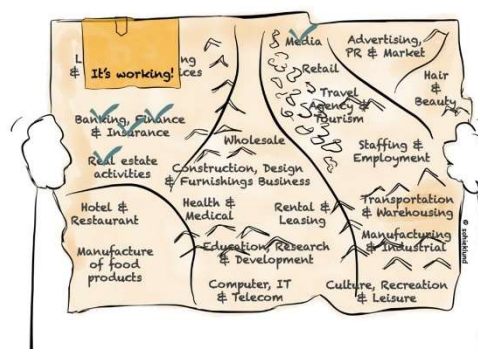 It's working!
L
ng
&
ces
Media
Advertising,
PR & Market
Retail
Hair
&
Beauty
Travel
Agency &
Tourism
Banking, Finance
& Insurance
Wholesale
Staffing &
Employment
Real estate
activities
Construction, Design
& Furnishings Business
Hotel &
Restaurant
Health &
Medical
Rental &
Leasing
Transportation
& Warehousing
Manufacturing
& Industrial
Manufacture
of food
products
Education, Research
& Development
Computer, IT
& Telecom
Culture, Recreation
& Leisure